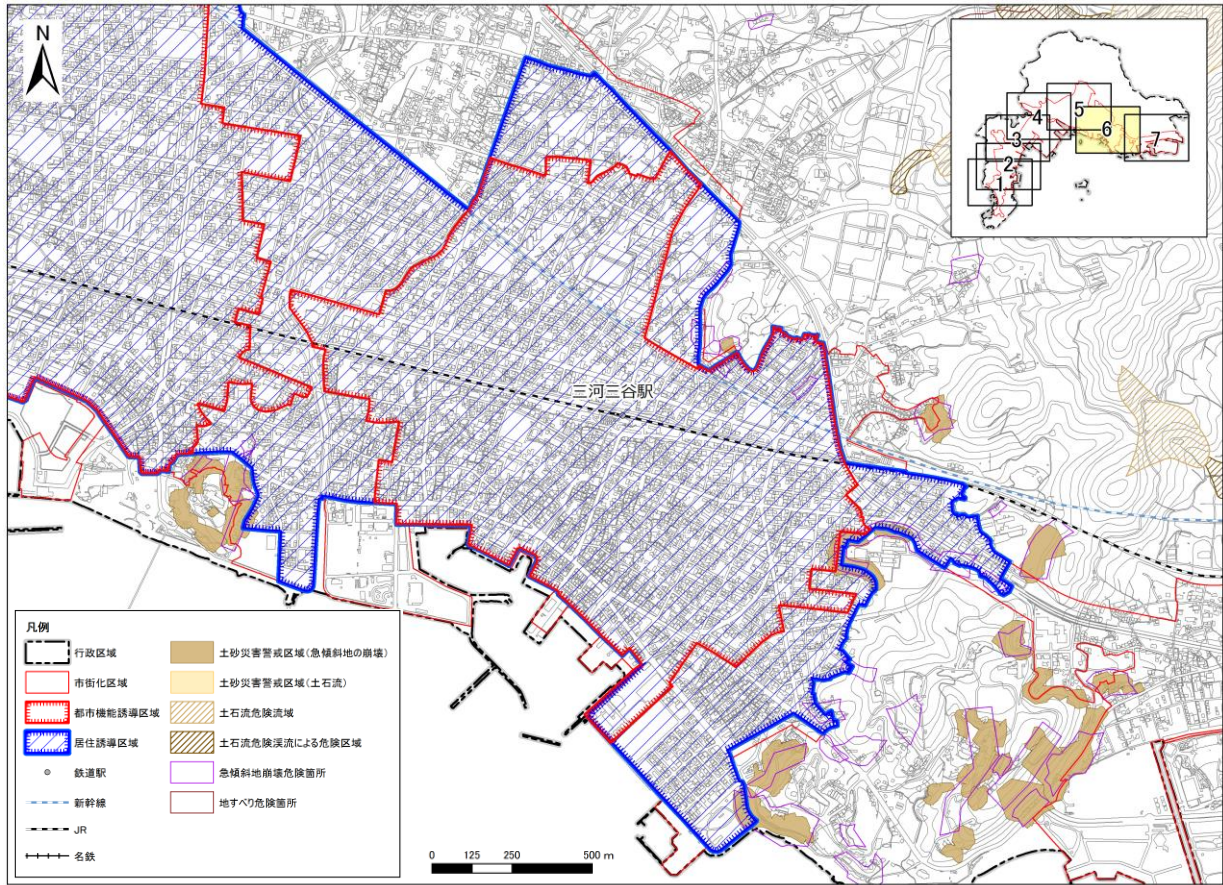 N
5
4
6
3
7
2
1
三河三谷駅
凡例
行政区域
市街化区域
都市機能誘導区域
居住誘導区域
鉄道駅
新幹線
JR
名鉄
土砂災害警戒区域(急傾斜地の崩壊)
土砂災害警戒区域(土石流)
土石流危険流域
土石流危険渓流による危険区域
急傾斜地崩壊危険箇所
地すべり危険箇所
0 125 250 500 m